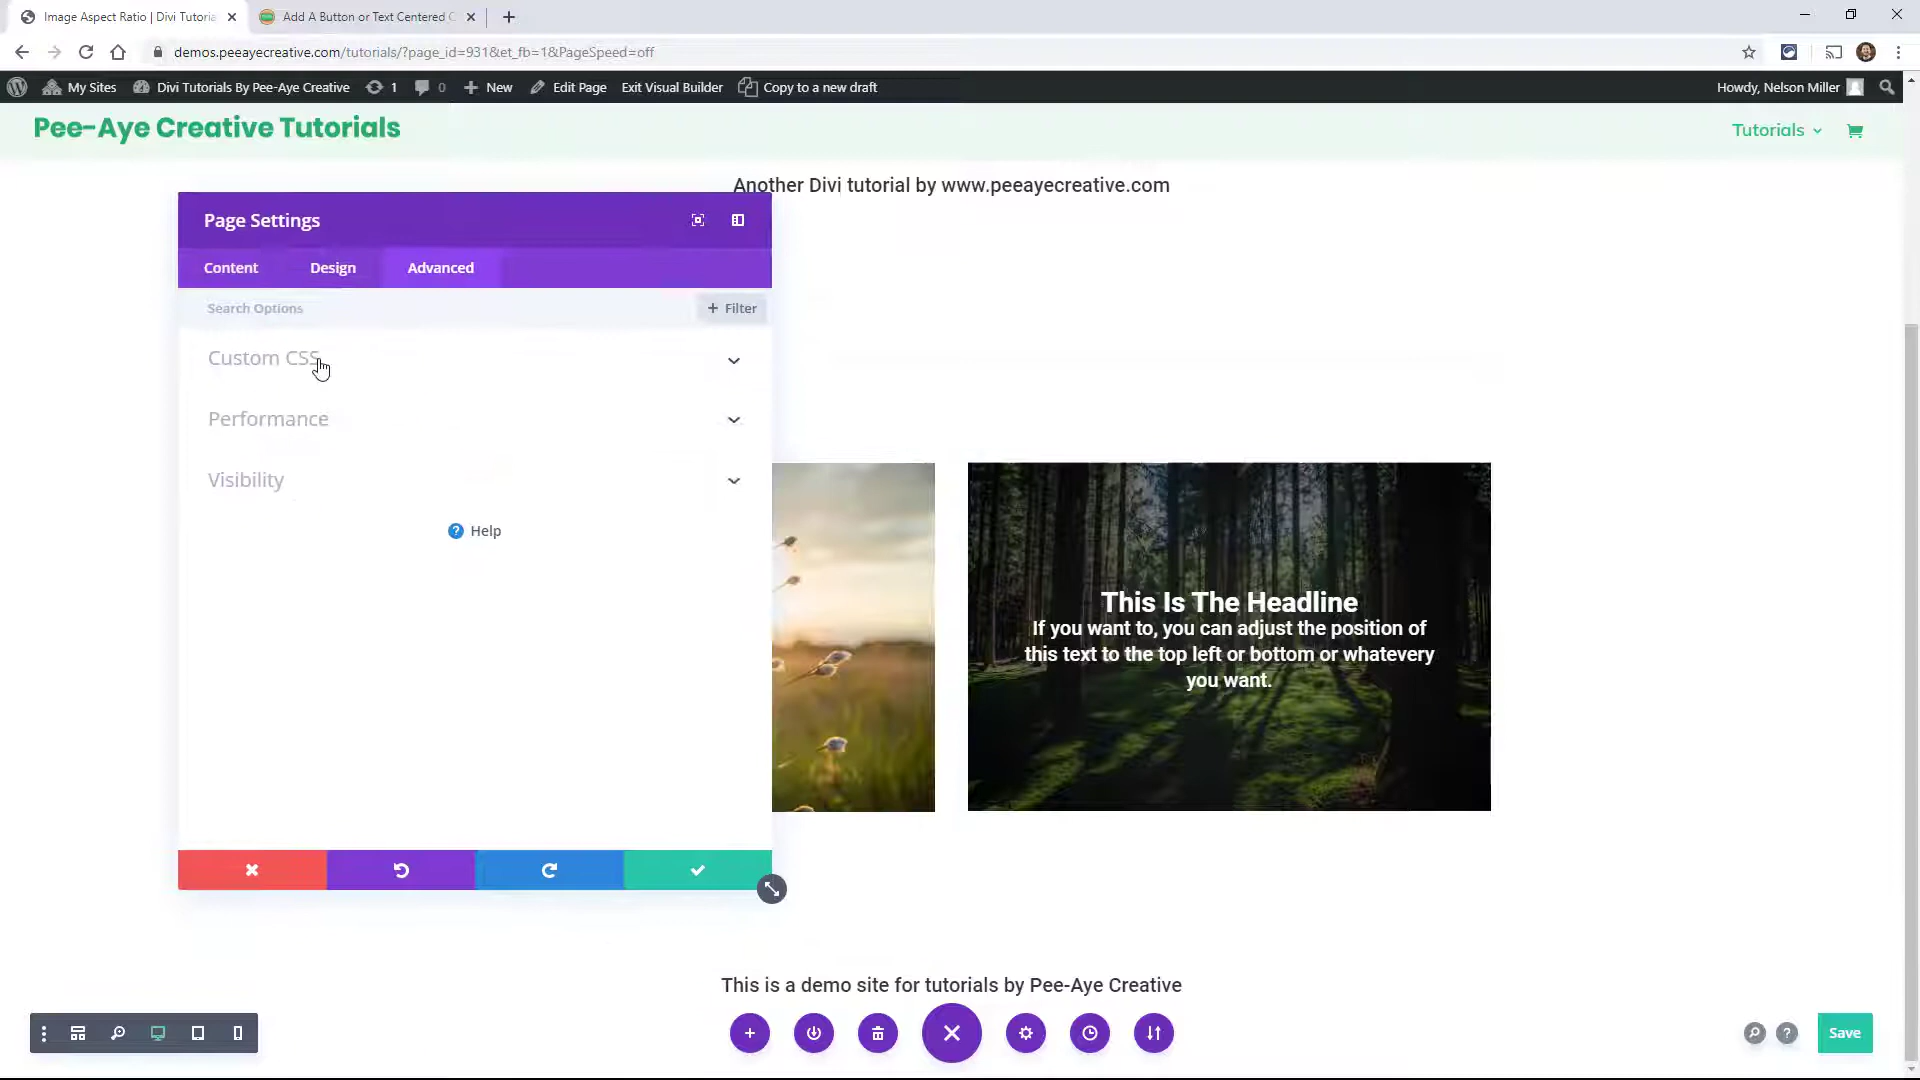 Image Aspect Ratio | Divi Tutoria
Add A Button or Text Centered C
demos.peeayecreative.com/tutorials/?page_id=931&et_fb=1&PageSpeed=off
My Sites
Divi Tutorials By Pee-Aye Creative
1
0
New
Edit Page
Exit Visual Builder
Copy to a new draft
Howdy, Nelson Miller
Pee-Aye Creative Tutorials
Tutorials
Another Divi tutorial by www.peeayecreative.com
Page Settings
Content
Design
Advanced
Search Options
+ Filter
Custom CSS
Performance
Visibility
? Help
This Is The Headline
If you want to, you can adjust the position of
this text to the top left or bottom or whatevery
you want.
This is a demo site for tutorials by Pee-Aye Creative
?
Save